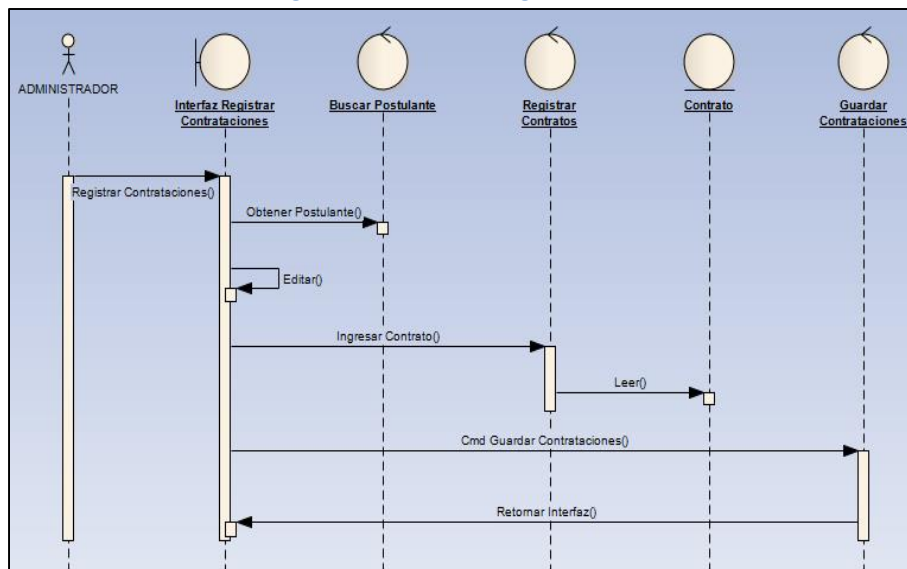 ADMINISTRADOR
Interfaz Registrar
Contrataciones
Buscar Postulante
Registrar
Contratos
Contrato
Guardar
Contrataciones
Registrar Contrataciones()
Obtener Postulante()
Editar()
Ingresar Contrato()
Leer()
Cmd Guardar Contrataciones()
Retornar Interfaz()